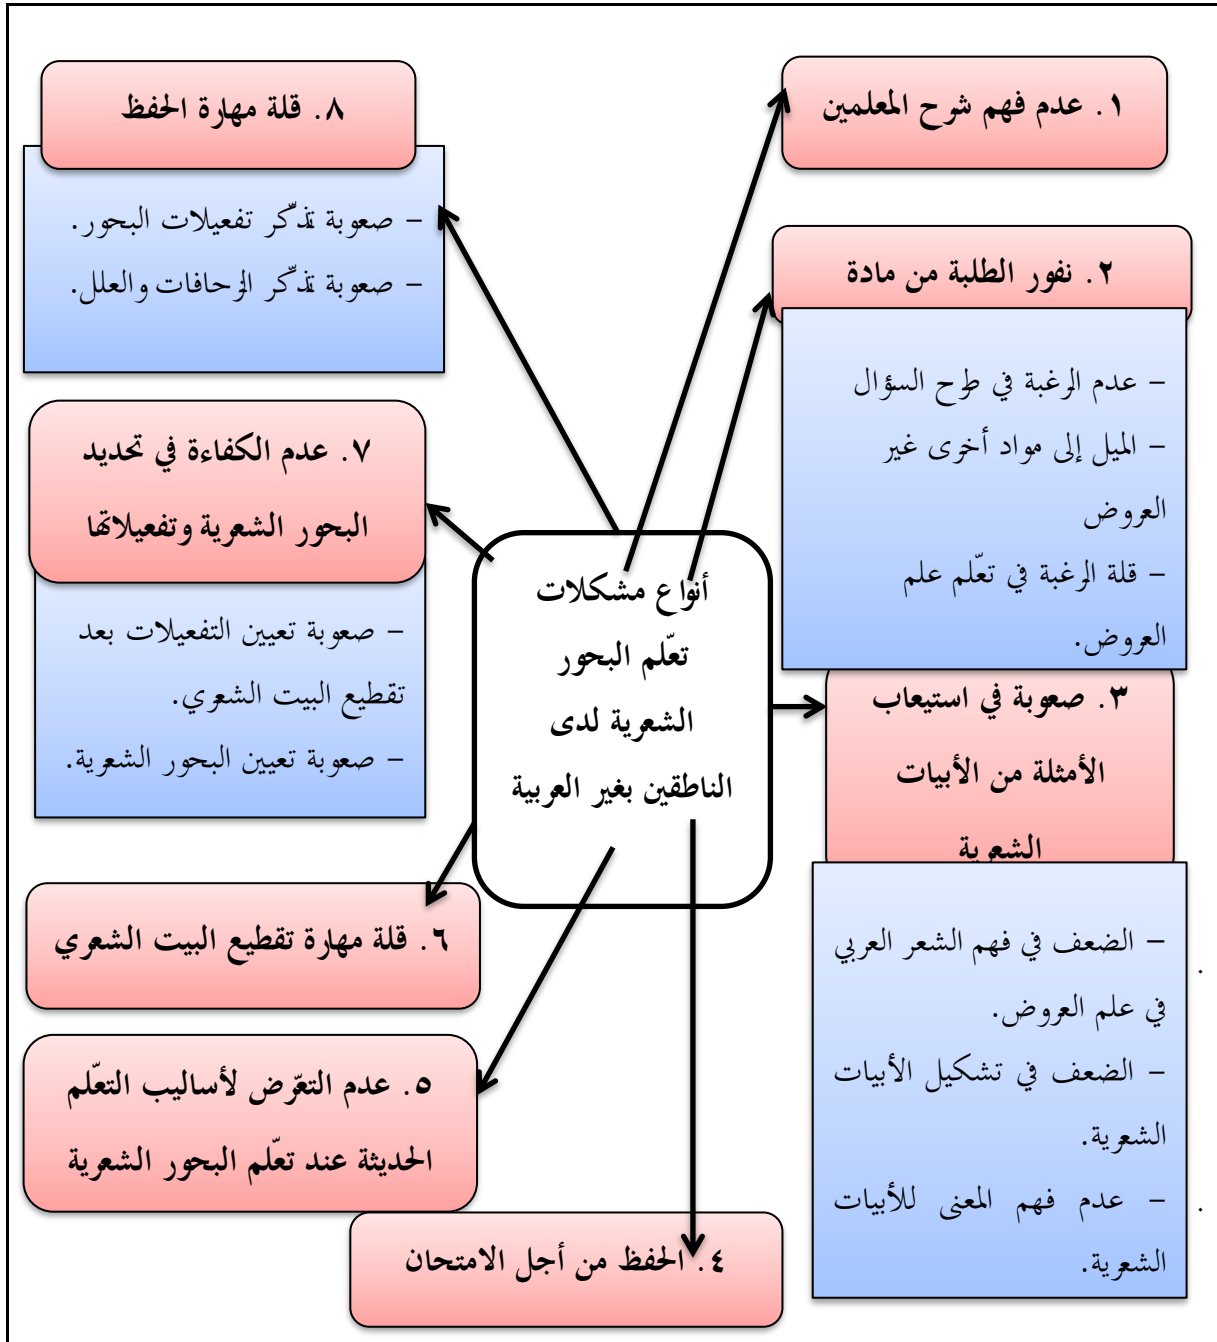 أنواع مشكلات
تعلّم البحور
الشعرية لدى
الناطقين بغير العربية
١. عدم فهم شرح المعلمين
٢. نفور الطلبة من مادة
– عدم الرغبة في طرح السؤال
– الميل إلى مواد أخرى غير
العروض
– قلة الرغبة في تعلّم علم
العروض.
٣. صعوبة في استيعاب
الأمثلة من الأبيات
الشعرية
– الضعف في فهم الشعر العربي
في علم العروض.
– الضعف في تشكيل الأبيات
الشعرية.
– عدم فهم المعنى للأبيات
الشعرية.
٤. الحفظ من أجل الامتحان
٥. عدم التعرّض لأساليب التعلّم
الحديثة عند تعلّم البحور الشعرية
٦. قلة مهارة تقطيع البيت الشعري
٧. عدم الكفاءة في تحديد
البحور الشعرية وتفعيلاتها
– صعوبة تعيين التفعيلات بعد
تقطيع البيت الشعري.
– صعوبة تعيين البحور الشعرية.
٨. قلة مهارة الحفظ
– صعوبة تذكّر تفعيلات البحور.
– صعوبة تذكّر الزحافات والعلل.